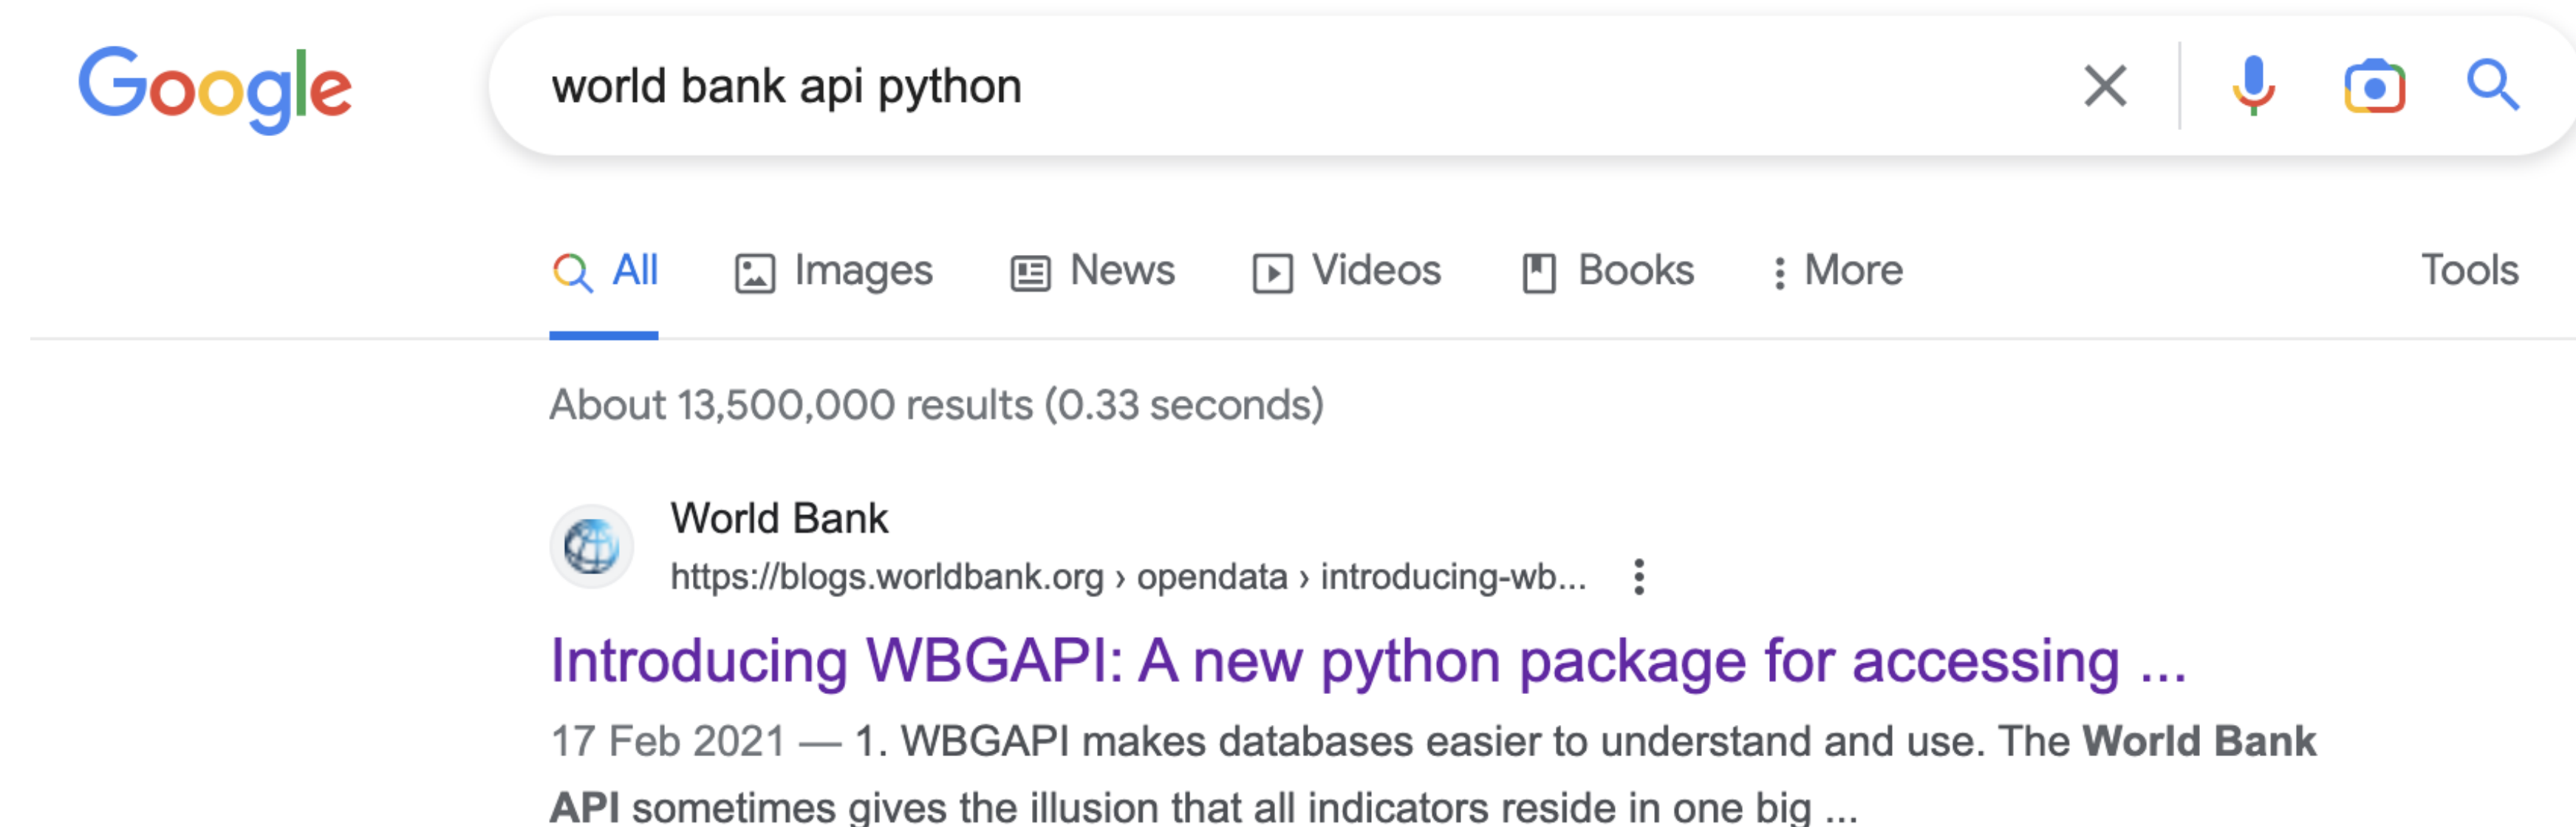 Google
world bank api python
All Images News Videos Books More Tools
About 13,500,000 results (0.33 seconds)
World Bank
https://blogs.worldbank.org › opendata › introducing-wb...
Introducing WBGAPI: A new python package for accessing ...
17 Feb 2021 — 1. WBGAPI makes databases easier to understand and use. The World Bank
API sometimes gives the illusion that all indicators reside in one big ...